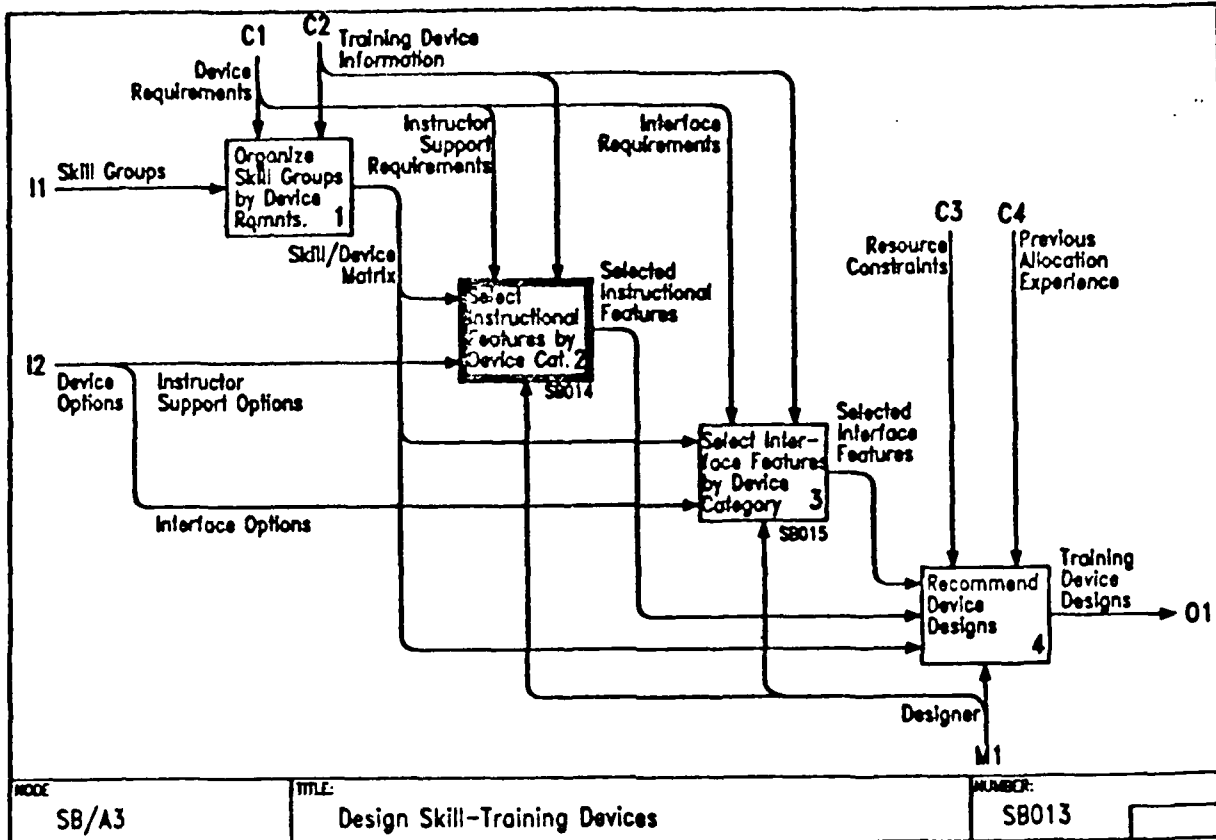 C1
C2
Training Device
Information
Device
Requirements
Instructor
Support
Requirements
Interface
Requirements
I1
Skill Groups
Organize
Skill Groups
by Device
Rqmnts.
1
Skill/Device
Matrix
C3
C4
Resource
Constraints
Previous
Allocation
Experience
Select
Instructional
Features by
Device Cat. 2
SB014
Selected
Instructional
Features
I2
Device
Options
Instructor
Support Options
Select Inter-
face Features
by Device
Category
3
SB015
Selected
Interface
Features
Interface Options
Recommend
Device
Designs
4
Training
Device
Designs
O1
Designer
M1
NODE
SB/A3
TITLE:
Design Skill-Training Devices
NUMBER:
SB013